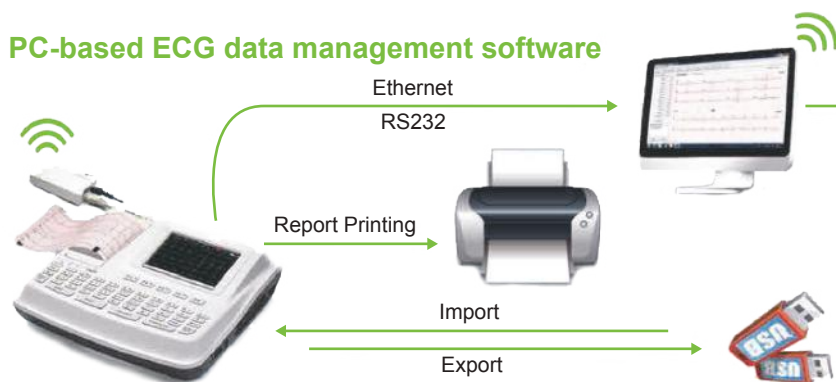 PC-based ECG data management software
Ethernet
RS232
Report Printing
Import
Export
USB
USB